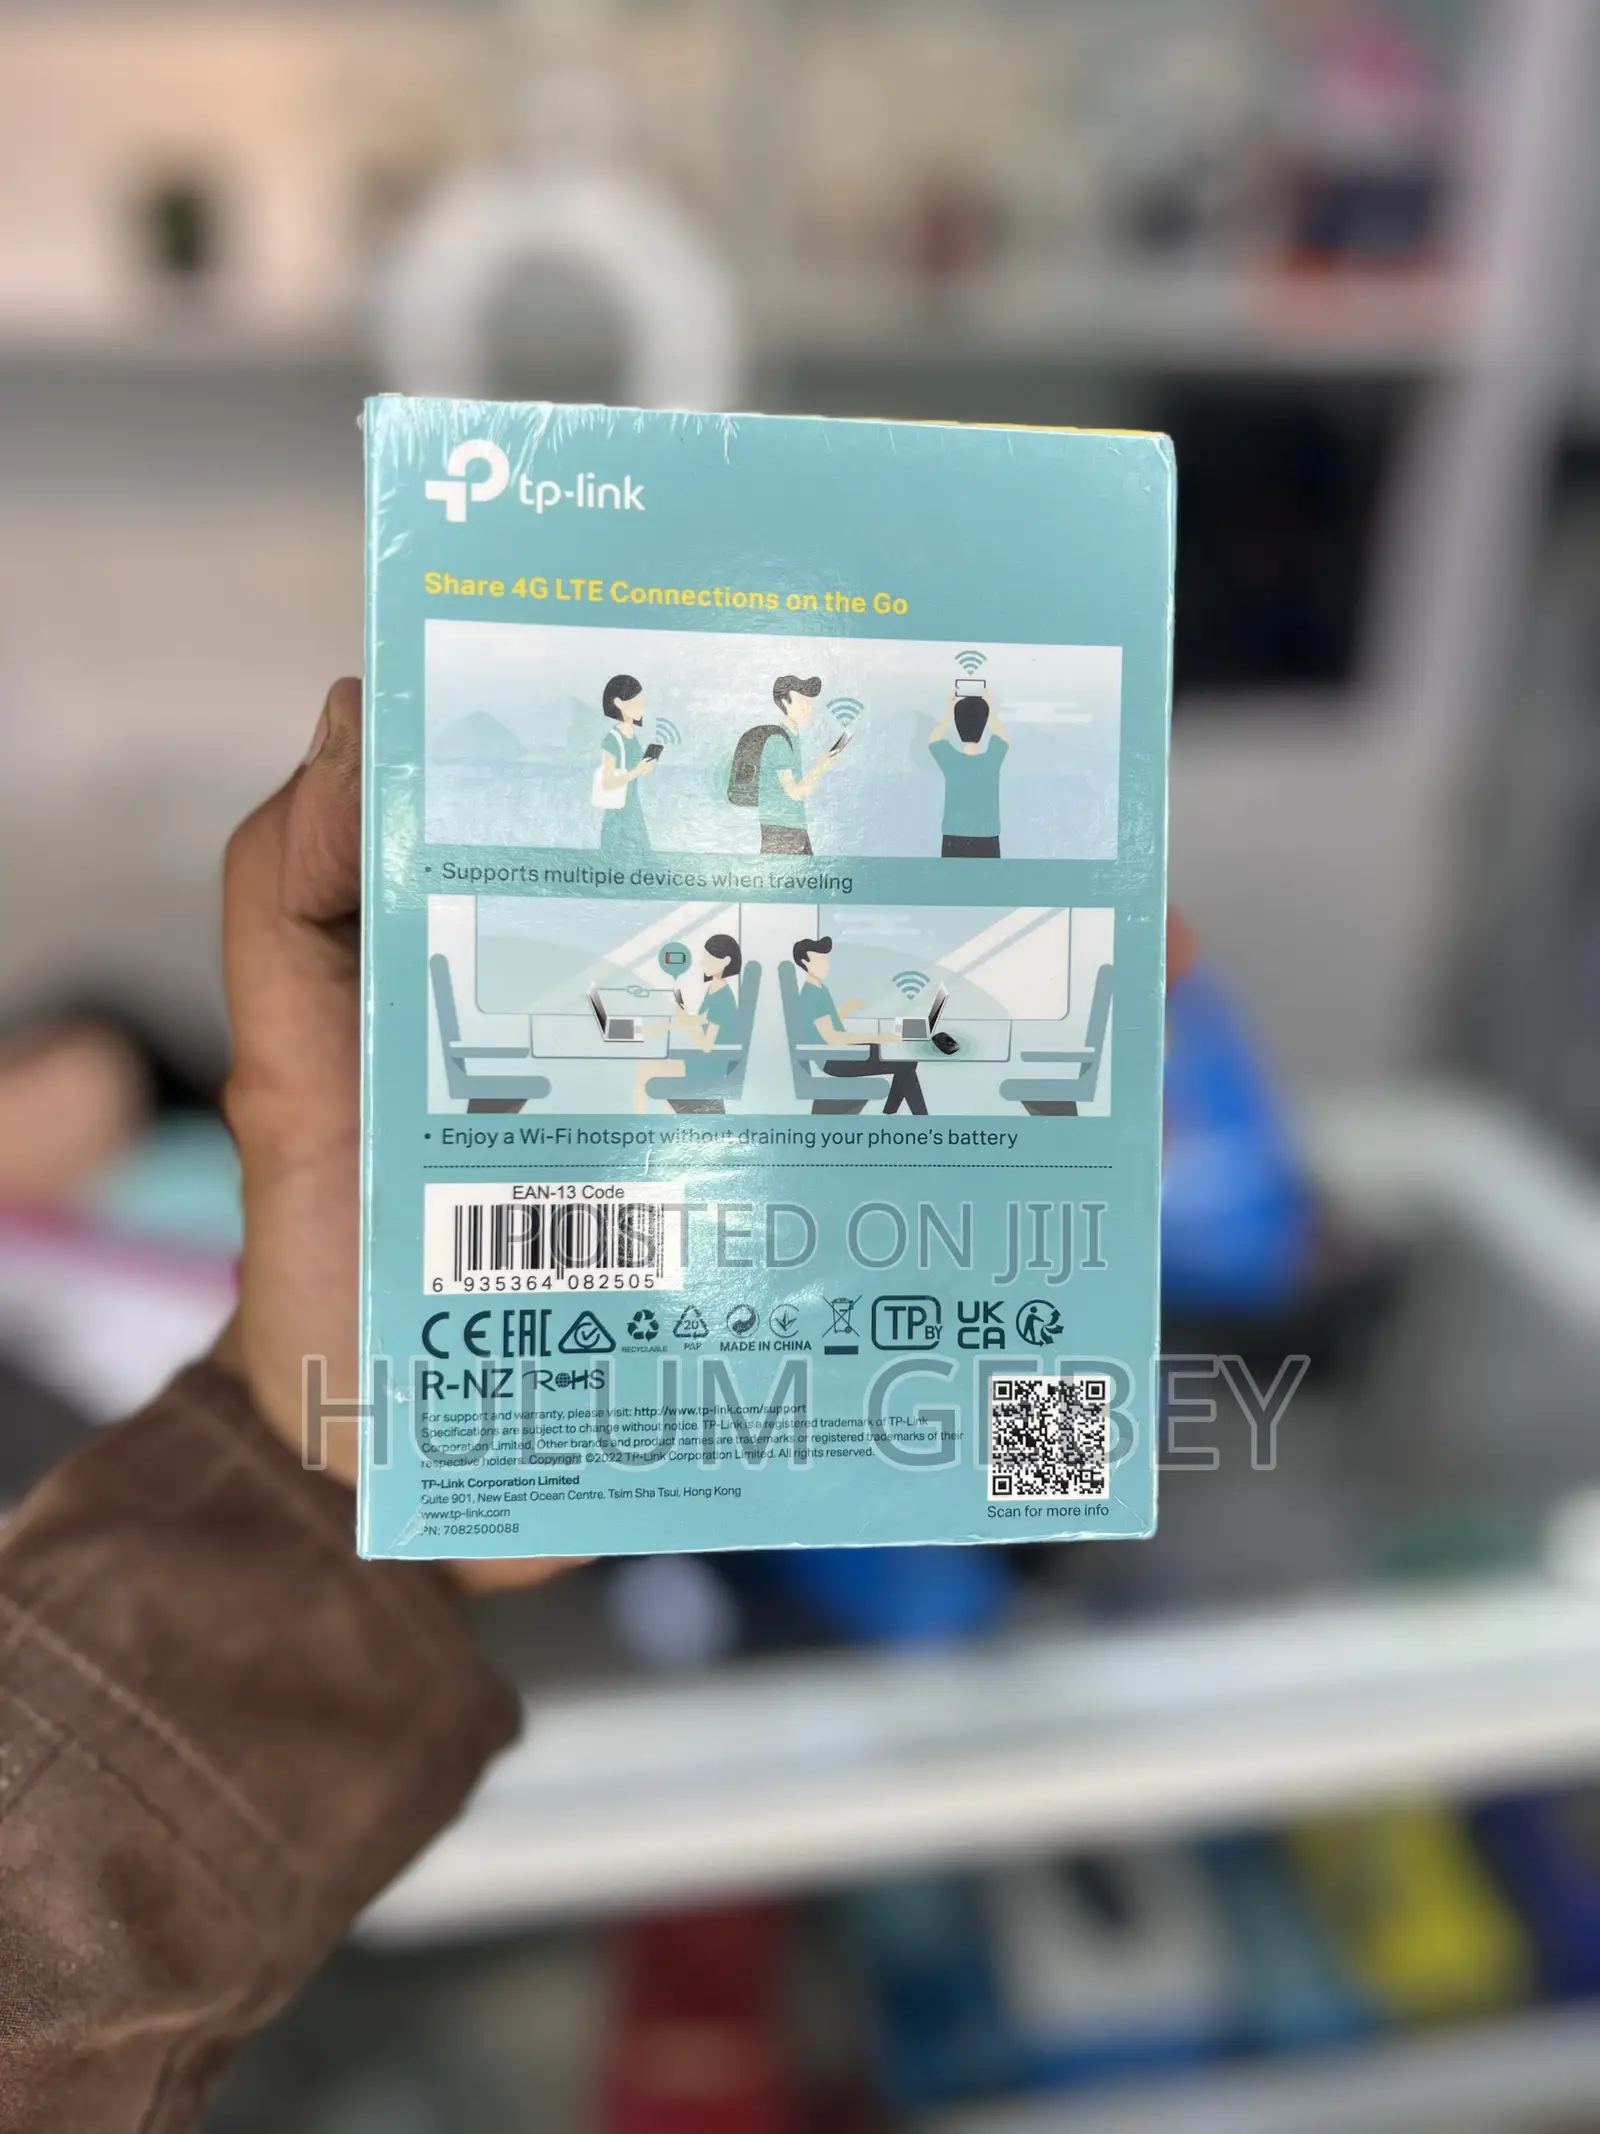 tp-link
Share 4G LTE Connections on the Go
• Supports multiple devices when traveling
• Enjoy a Wi-Fi hotspot without draining your phone's battery
EAN-13 Code
6 935364 082505
POSTED ON JIJI
CE EAC RECYCLABLE 20 PAP MADE IN CHINA TP BY UK CA
R-NZ RoHS
HULUM GEBEY
For support and warranty, please visit: http://www.tp-link.com/support
Specifications are subject to change without notice. TP-Link is a registered trademark of TP-Link
Corporation Limited. Other brands and product names are trademarks or registered trademarks of their
respective holders. Copyright ©2022 TP-Link Corporation Limited. All rights reserved.
TP-Link Corporation Limited
Suite 901, New East Ocean Centre, Tsim Sha Tsui, Hong Kong
www.tp-link.com
PN: 7082500088
Scan for more info